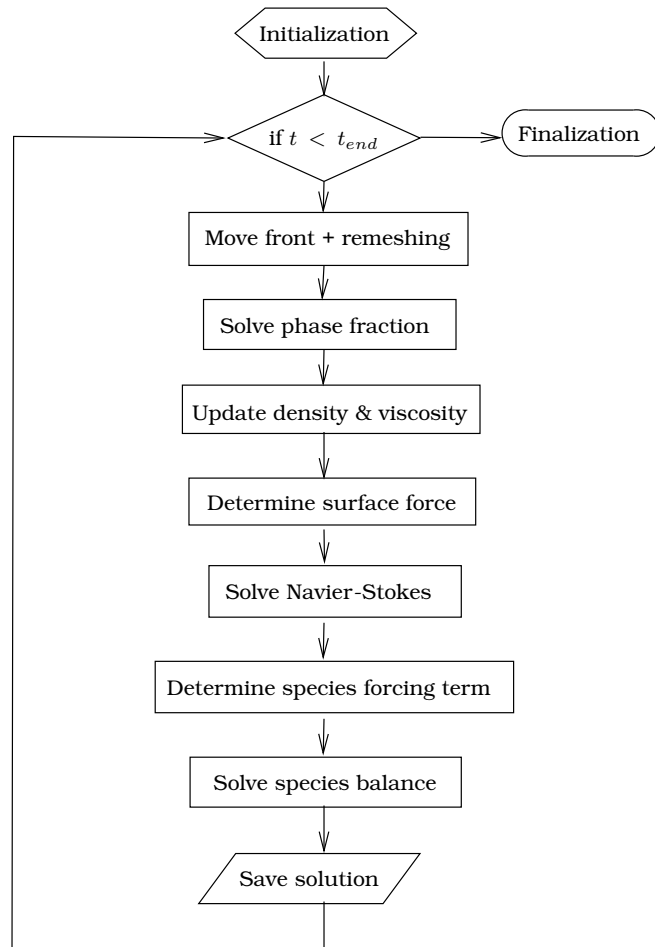 Initialization
if t < t_end
Finalization
Move front + remeshing
Solve phase fraction
Update density & viscosity
Determine surface force
Solve Navier-Stokes
Determine species forcing term
Solve species balance
Save solution